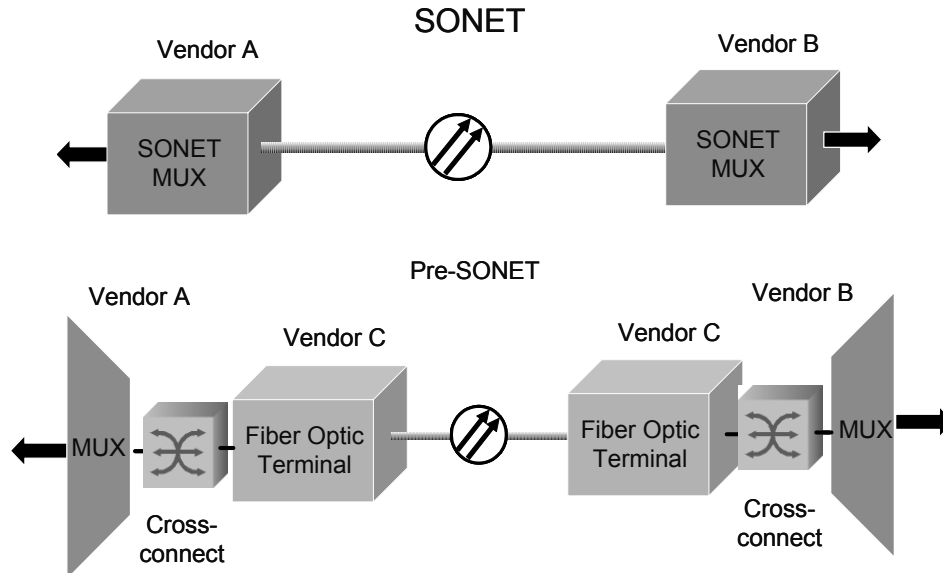 SONET
Vendor A
Vendor B
SONET
MUX
SONET
MUX
Pre-SONET
Vendor A
Vendor B
Vendor C
Vendor C
MUX
Fiber Optic
Terminal
Fiber Optic
Terminal
MUX
Cross-
connect
Cross-
connect